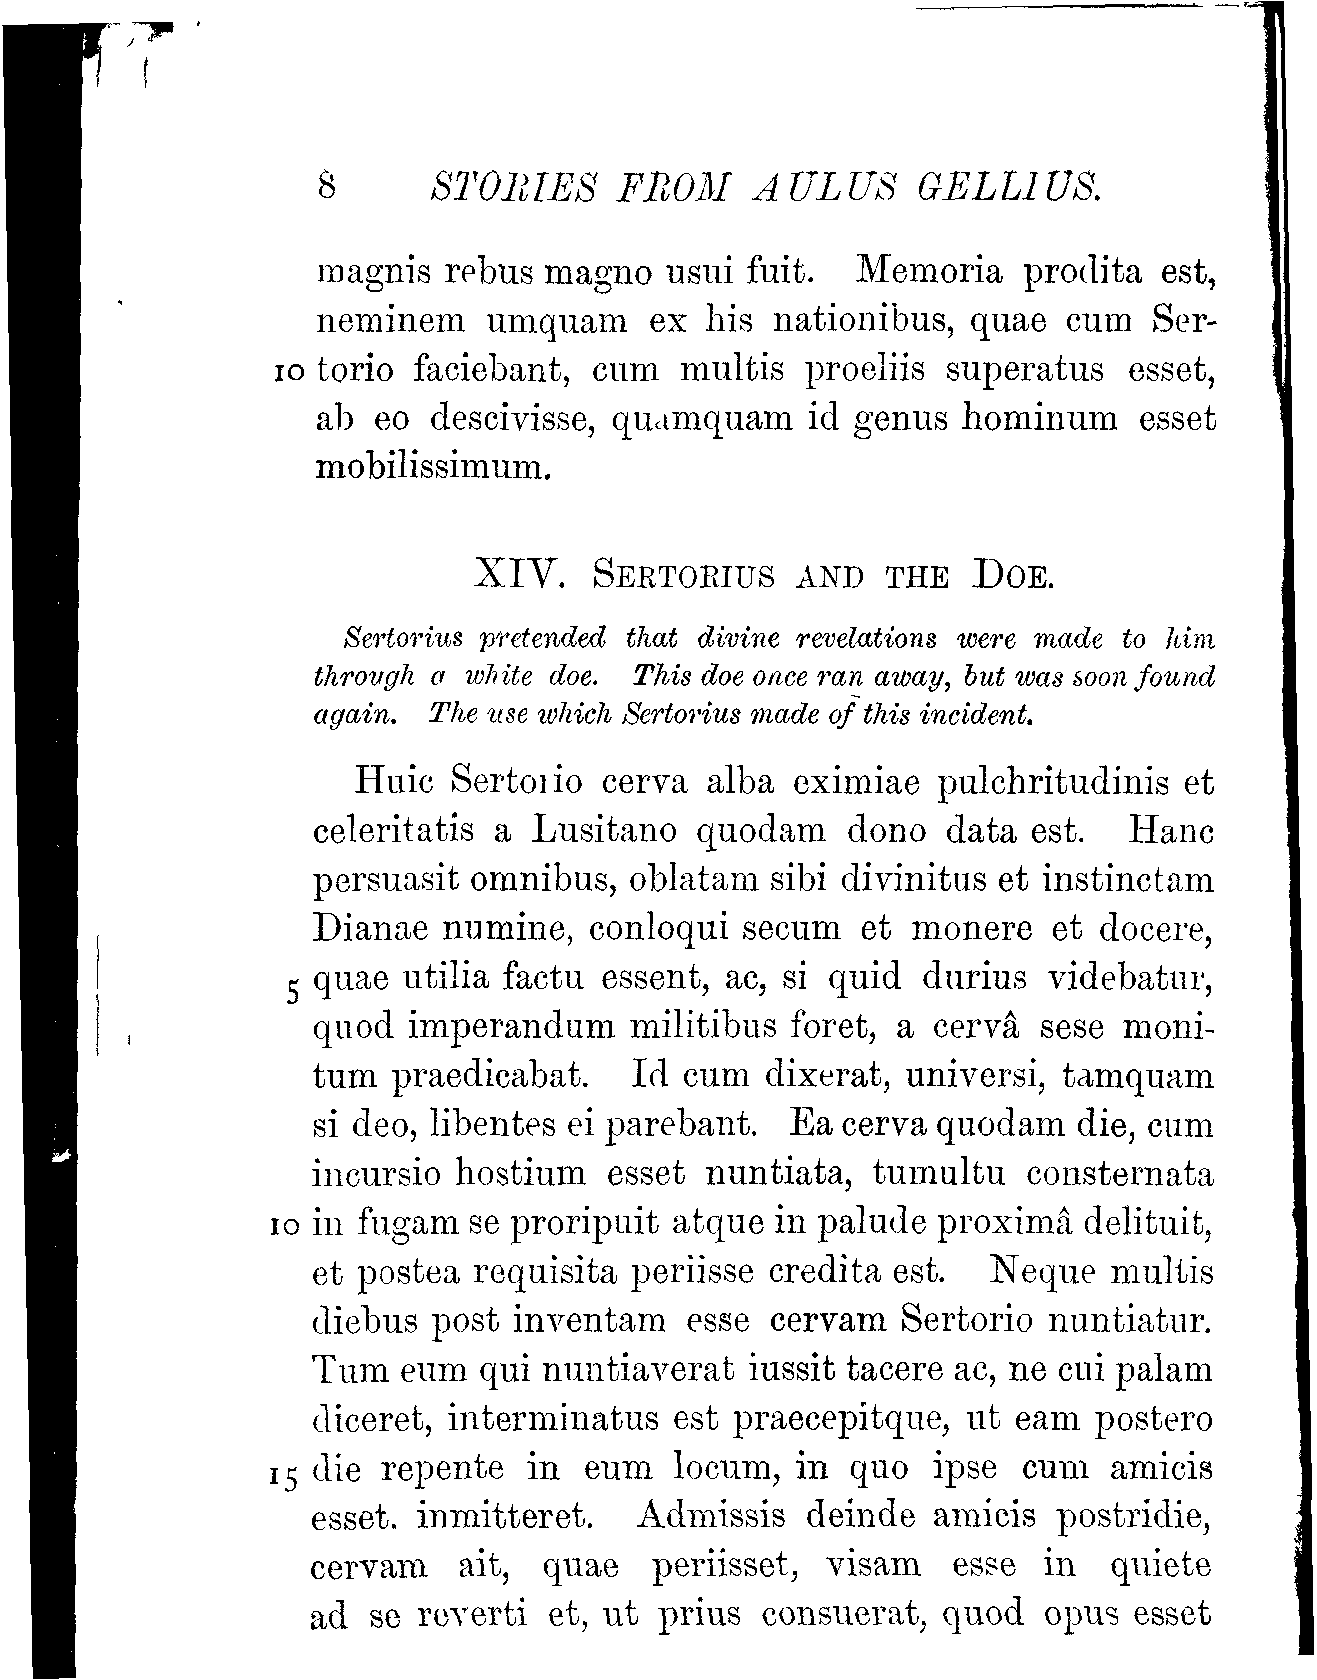 8 STORIES FROM AULUS GELLIUS.
magnis rebus magno usui fuit. Memoria prodita est,
neminem umquam ex his nationibus, quae cum Ser-
10 torio faciebant, cum multis proeliis superatus esset,
ab eo descivisse, quamquam id genus hominum esset
mobilissimum.
XIV. SERTORIUS AND THE DOE.
Sertorius pretended that divine revelations were made to him
through a white doe. This doe once ran away, but was soon found
again. The use which Sertorius made of this incident.
Huic Sertorio cerva alba eximiae pulchritudinis et
celeritatis a Lusitano quodam dono data est. Hanc
persuasit omnibus, oblatam sibi divinitus et instinctam
Dianae numine, conloqui secum et monere et docere,
5 quae utilia factu essent, ac, si quid durius videbatur,
quod imperandum militibus foret, a cervâ sese moni-
tum praedicabat. Id cum dixerat, universi, tamquam
si deo, libentes ei parebant. Ea cerva quodam die, cum
incursio hostium esset nuntiata, tumultu consternata
10 in fugam se proripuit atque in palude proximâ delituit,
et postea requisita periisse credita est. Neque multis
diebus post inventam esse cervam Sertorio nuntiatur.
Tum eum qui nuntiaverat iussit tacere ac, ne cui palam
diceret, interminatus est praecepitque, ut eam postero
15 die repente in eum locum, in quo ipse cum amicis
esset. inmitteret. Admissis deinde amicis postridie,
cervam ait, quae periisset, visam esse in quiete
ad se reverti et, ut prius consuerat, quod opus esset